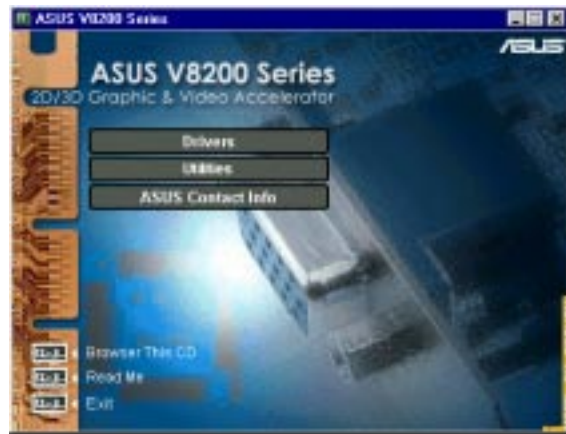 ASUS V8200 Series
ASUS
ASUS V8200 Series
2D/3D Graphic & Video Accelerator
Drivers
Utilities
ASUS Contact Info
Browser This CD
Read Me
Exit